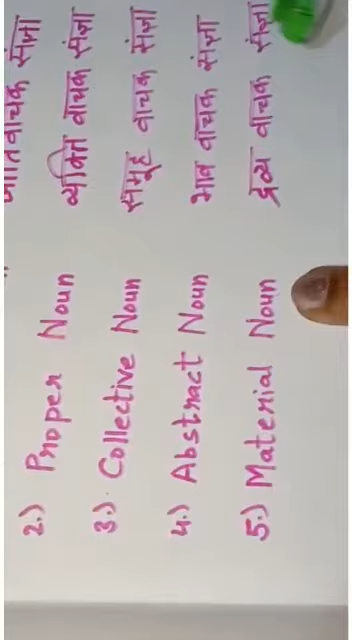 जातिवाचक संज्ञा
2.) Proper Noun व्यक्ति वाचक संज्ञा
3.) Collective Noun समूह वाचक संज्ञा
4.) Abstract Noun भाव वाचक संज्ञा
5.) Material Noun द्रव्य वाचक संज्ञा